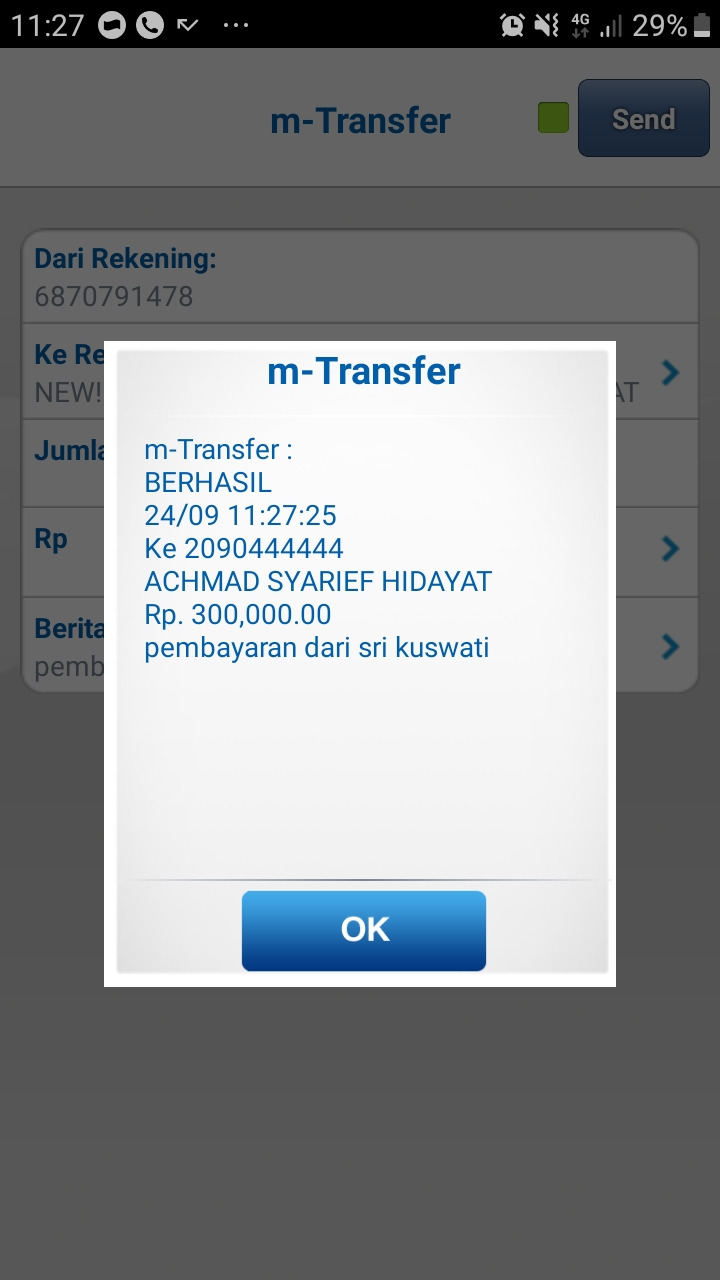 11:27
4G
29%
m-Transfer
Send
Dari Rekening:
6870791478
Ke Re
NEW!
AT
Jumla
Rp
Berita
pemb
m-Transfer
m-Transfer :
BERHASIL
24/09 11:27:25
Ke 2090444444
ACHMAD SYARIEF HIDAYAT
Rp. 300,000.00
pembayaran dari sri kuswati
OK